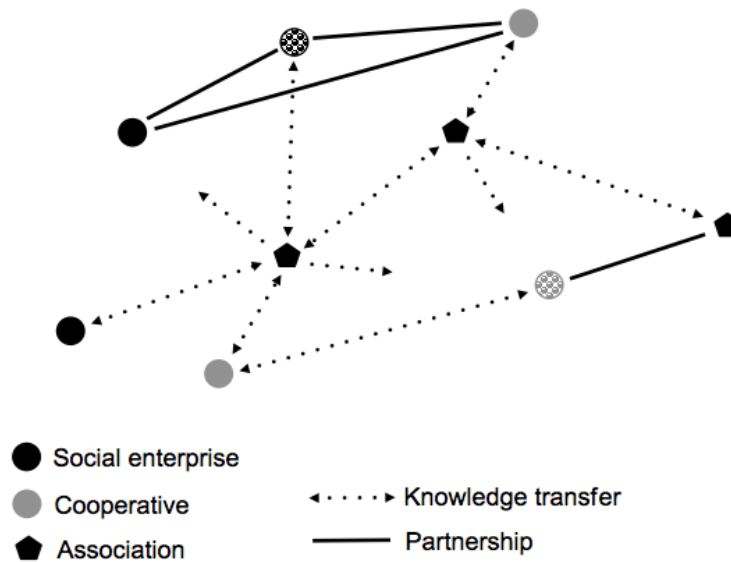 Social enterprise
Cooperative
Association
Knowledge transfer
Partnership